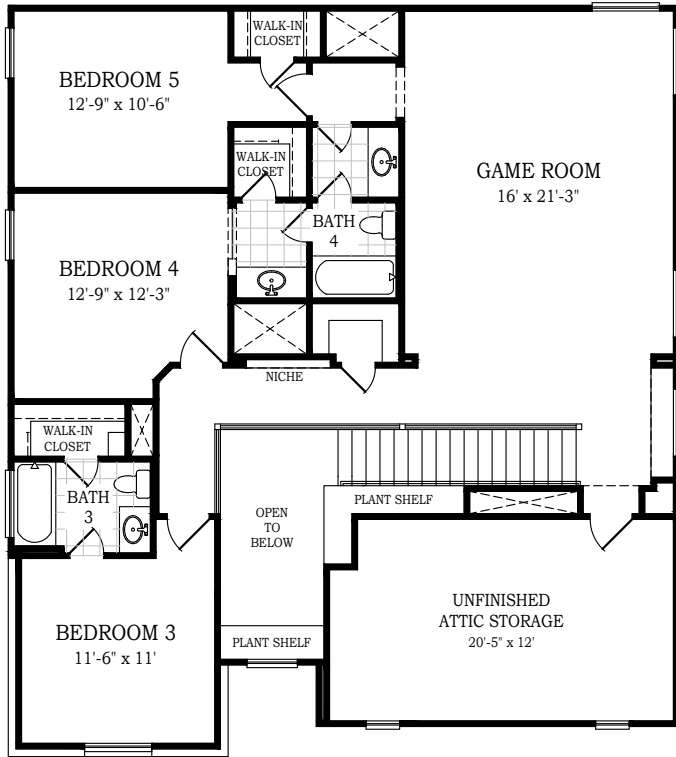 WALK-IN
CLOSET
BEDROOM 5
12'-9" x 10'-6"
WALK-IN
CLOSET
GAME ROOM
16' x 21'-3"
BATH
4
BEDROOM 4
12'-9" x 12'-3"
NICHE
WALK-IN
CLOSET
BATH
3
OPEN
TO
BELOW
PLANT SHELF
UNFINISHED
ATTIC STORAGE
20'-5" x 12'
BEDROOM 3
11'-6" x 11'
PLANT SHELF